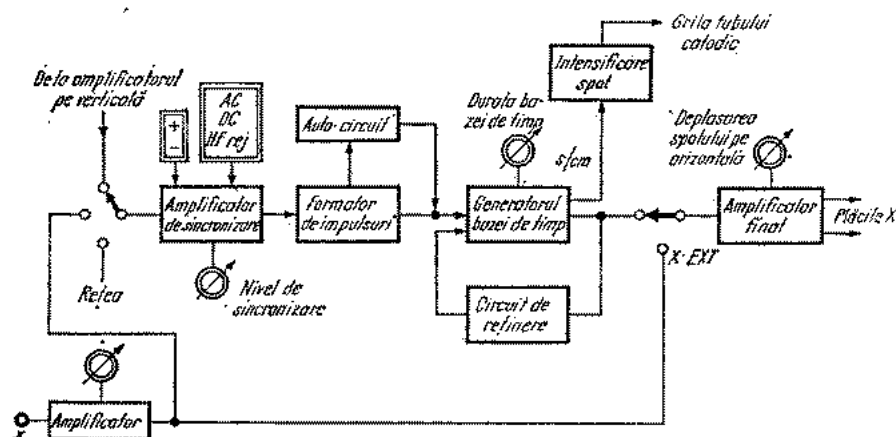 Grila tubului
catodic
De la amplificatorul
pe verticală
Intensificare
spot
AC
DC
HF rej
+
-
Durata ba-
zei de timp
Deplasarea
spotului pe
orizontală
Auto-circuit
s/cm
Amplificator
de sincronizare
Formator
de impulsuri
Generatorul
bazei de timp
Amplificator
final
Plăcile X
X-EXT
Rețea
Nivel de
sincronizare
Circuit de
reținere
Amplificator
X